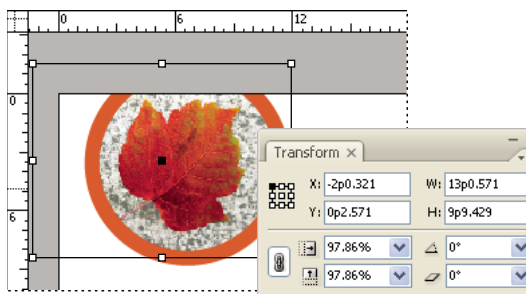 0 6 12
0
6
Transform ×
X: -2p0.321 W: 13p0.571
Y: 0p2.571 H: 9p9.429
97.86% 0°
97.86% 0°